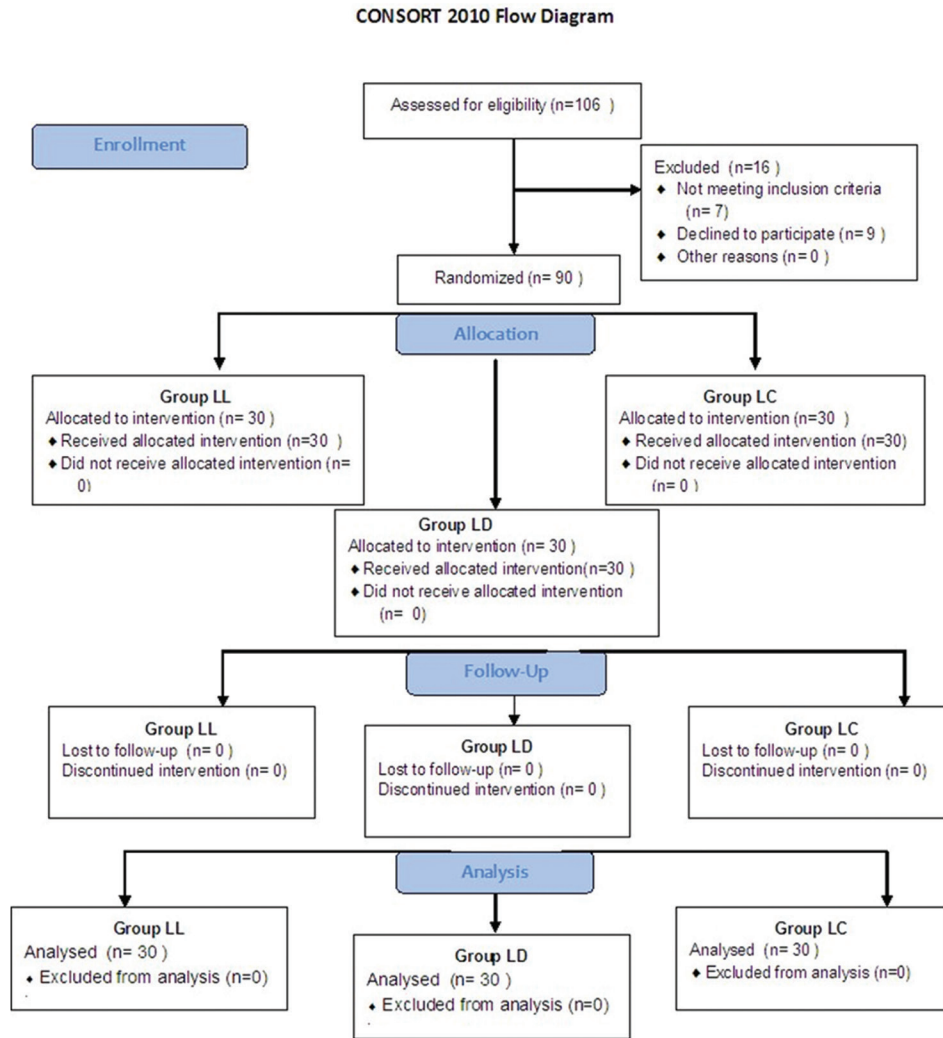 CONSORT 2010 Flow Diagram
Assessed for eligibility (n=106 )
Enrollment
Excluded (n=16 )
♦ Not meeting inclusion criteria
(n= 7)
♦ Declined to participate (n= 9 )
♦ Other reasons (n= 0 )
Randomized (n= 90 )
Allocation
Group LL
Allocated to intervention (n= 30 )
♦ Received allocated intervention (n=30 )
♦ Did not receive allocated intervention (n=
0)
Group LC
Allocated to intervention (n=30 )
♦ Received allocated intervention (n=30)
♦ Did not receive allocated intervention
(n= 0 )
Group LD
Allocated to intervention (n= 30 )
♦ Received allocated intervention(n=30 )
♦ Did not receive allocated intervention
(n= 0)
Follow-Up
Group LL
Lost to follow-up (n= 0 )
Discontinued intervention (n= 0)
Group LD
Lost to follow-up (n= 0 )
Discontinued intervention (n= 0 )
Group LC
Lost to follow-up (n= 0 )
Discontinued intervention (n= 0)
Analysis
Group LL
Analysed (n= 30 )
♦ Excluded from analysis (n=0)
.
Group LD
Analysed (n= 30 )
♦ Excluded from analysis (n=0)
.
Group LC
Analysed (n= 30 )
♦ Excluded from analysis (n=0)